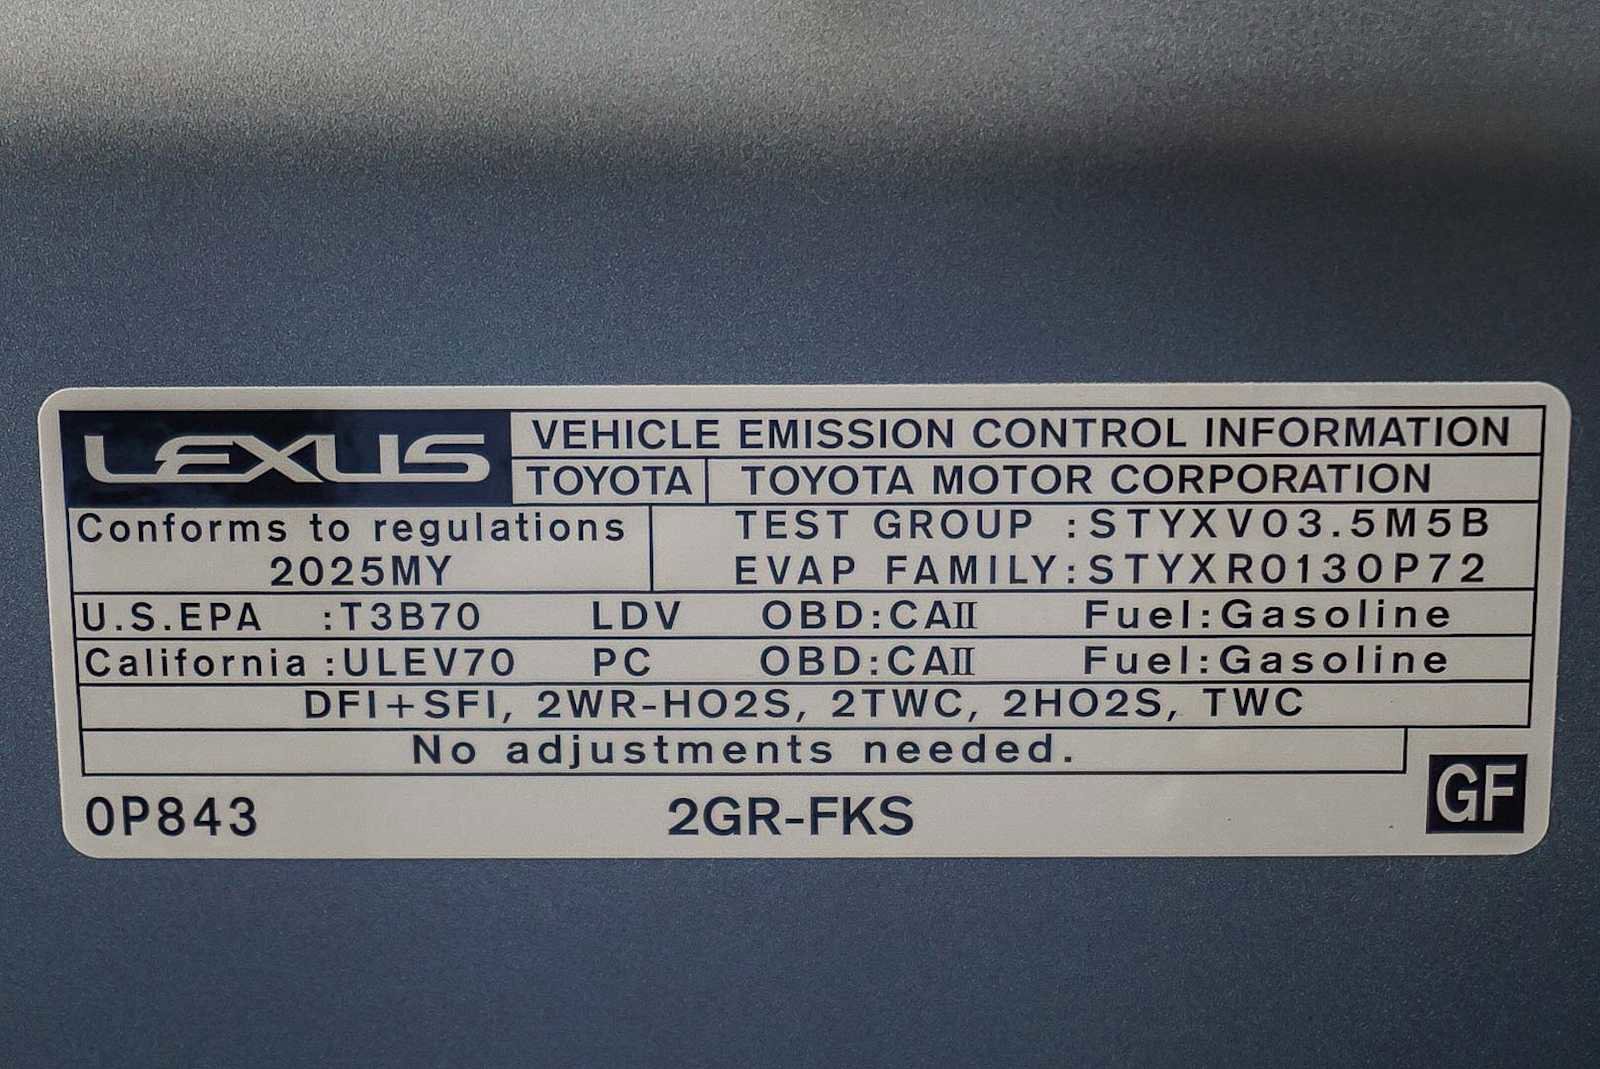 LEXUS
VEHICLE EMISSION CONTROL INFORMATION
TOYOTA TOYOTA MOTOR CORPORATION
Conforms to regulations
2025MY
TEST GROUP :STYXV03.5M5B
EVAP FAMILY:STYXR0130P72
U.S.EPA :T3B70 LDV OBD:CAⅡ Fuel:Gasoline
California :ULEV70 PC OBD:CAⅡ Fuel:Gasoline
DFI+SFI, 2WR-HO2S, 2TWC, 2HO2S, TWC
No adjustments needed.
0P843 2GR-FKS GF